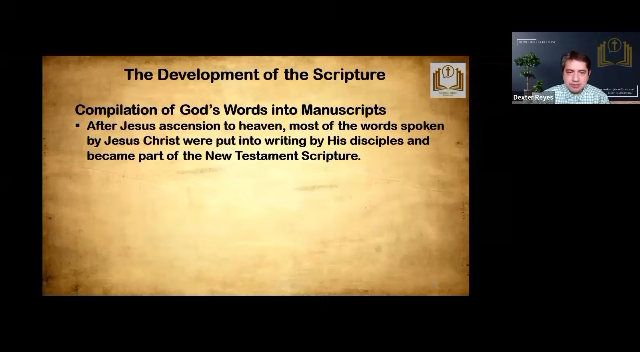 The Development of the Scripture
Compilation of God's Words into Manuscripts
▪ After Jesus ascension to heaven, most of the words spoken
by Jesus Christ were put into writing by His disciples and
became part of the New Testament Scripture.
Dexter Reyes